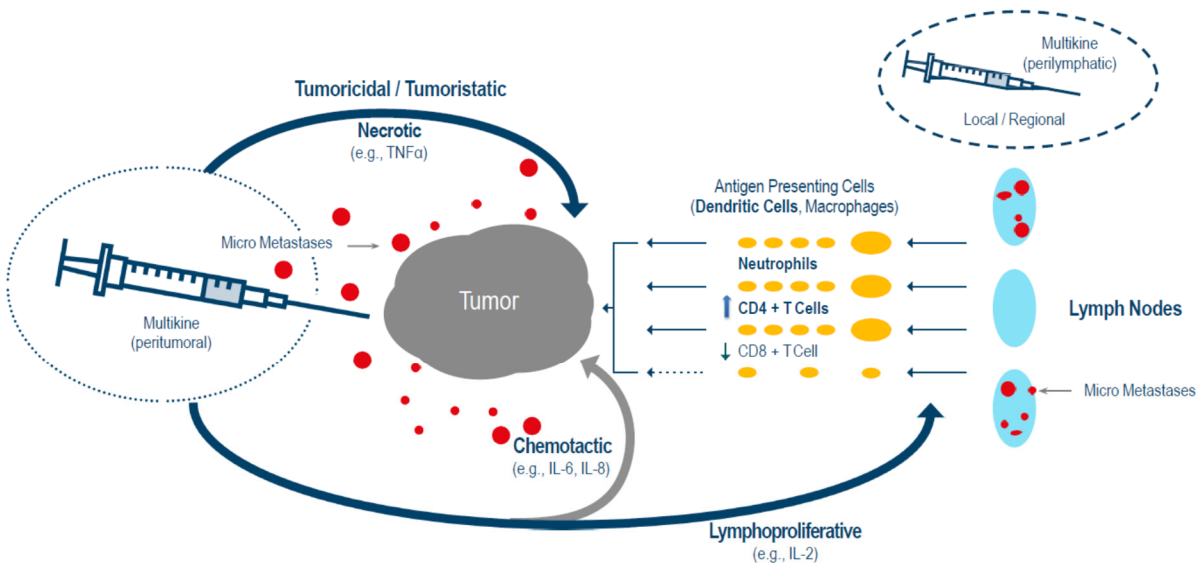 Multikine
(perilymphatic)
Local / Regional
Tumoricidal / Tumoristatic
Necrotic
(e.g., TNFα)
Micro Metastases
Tumor
Multikine
(peritumoral)
Antigen Presenting Cells
(Dendritic Cells, Macrophages)
Neutrophils
CD4 + T Cells
CD8 + T Cell
Lymph Nodes
Micro Metastases
Chemotactic
(e.g., IL-6, IL-8)
Lymphoproliferative
(e.g., IL-2)